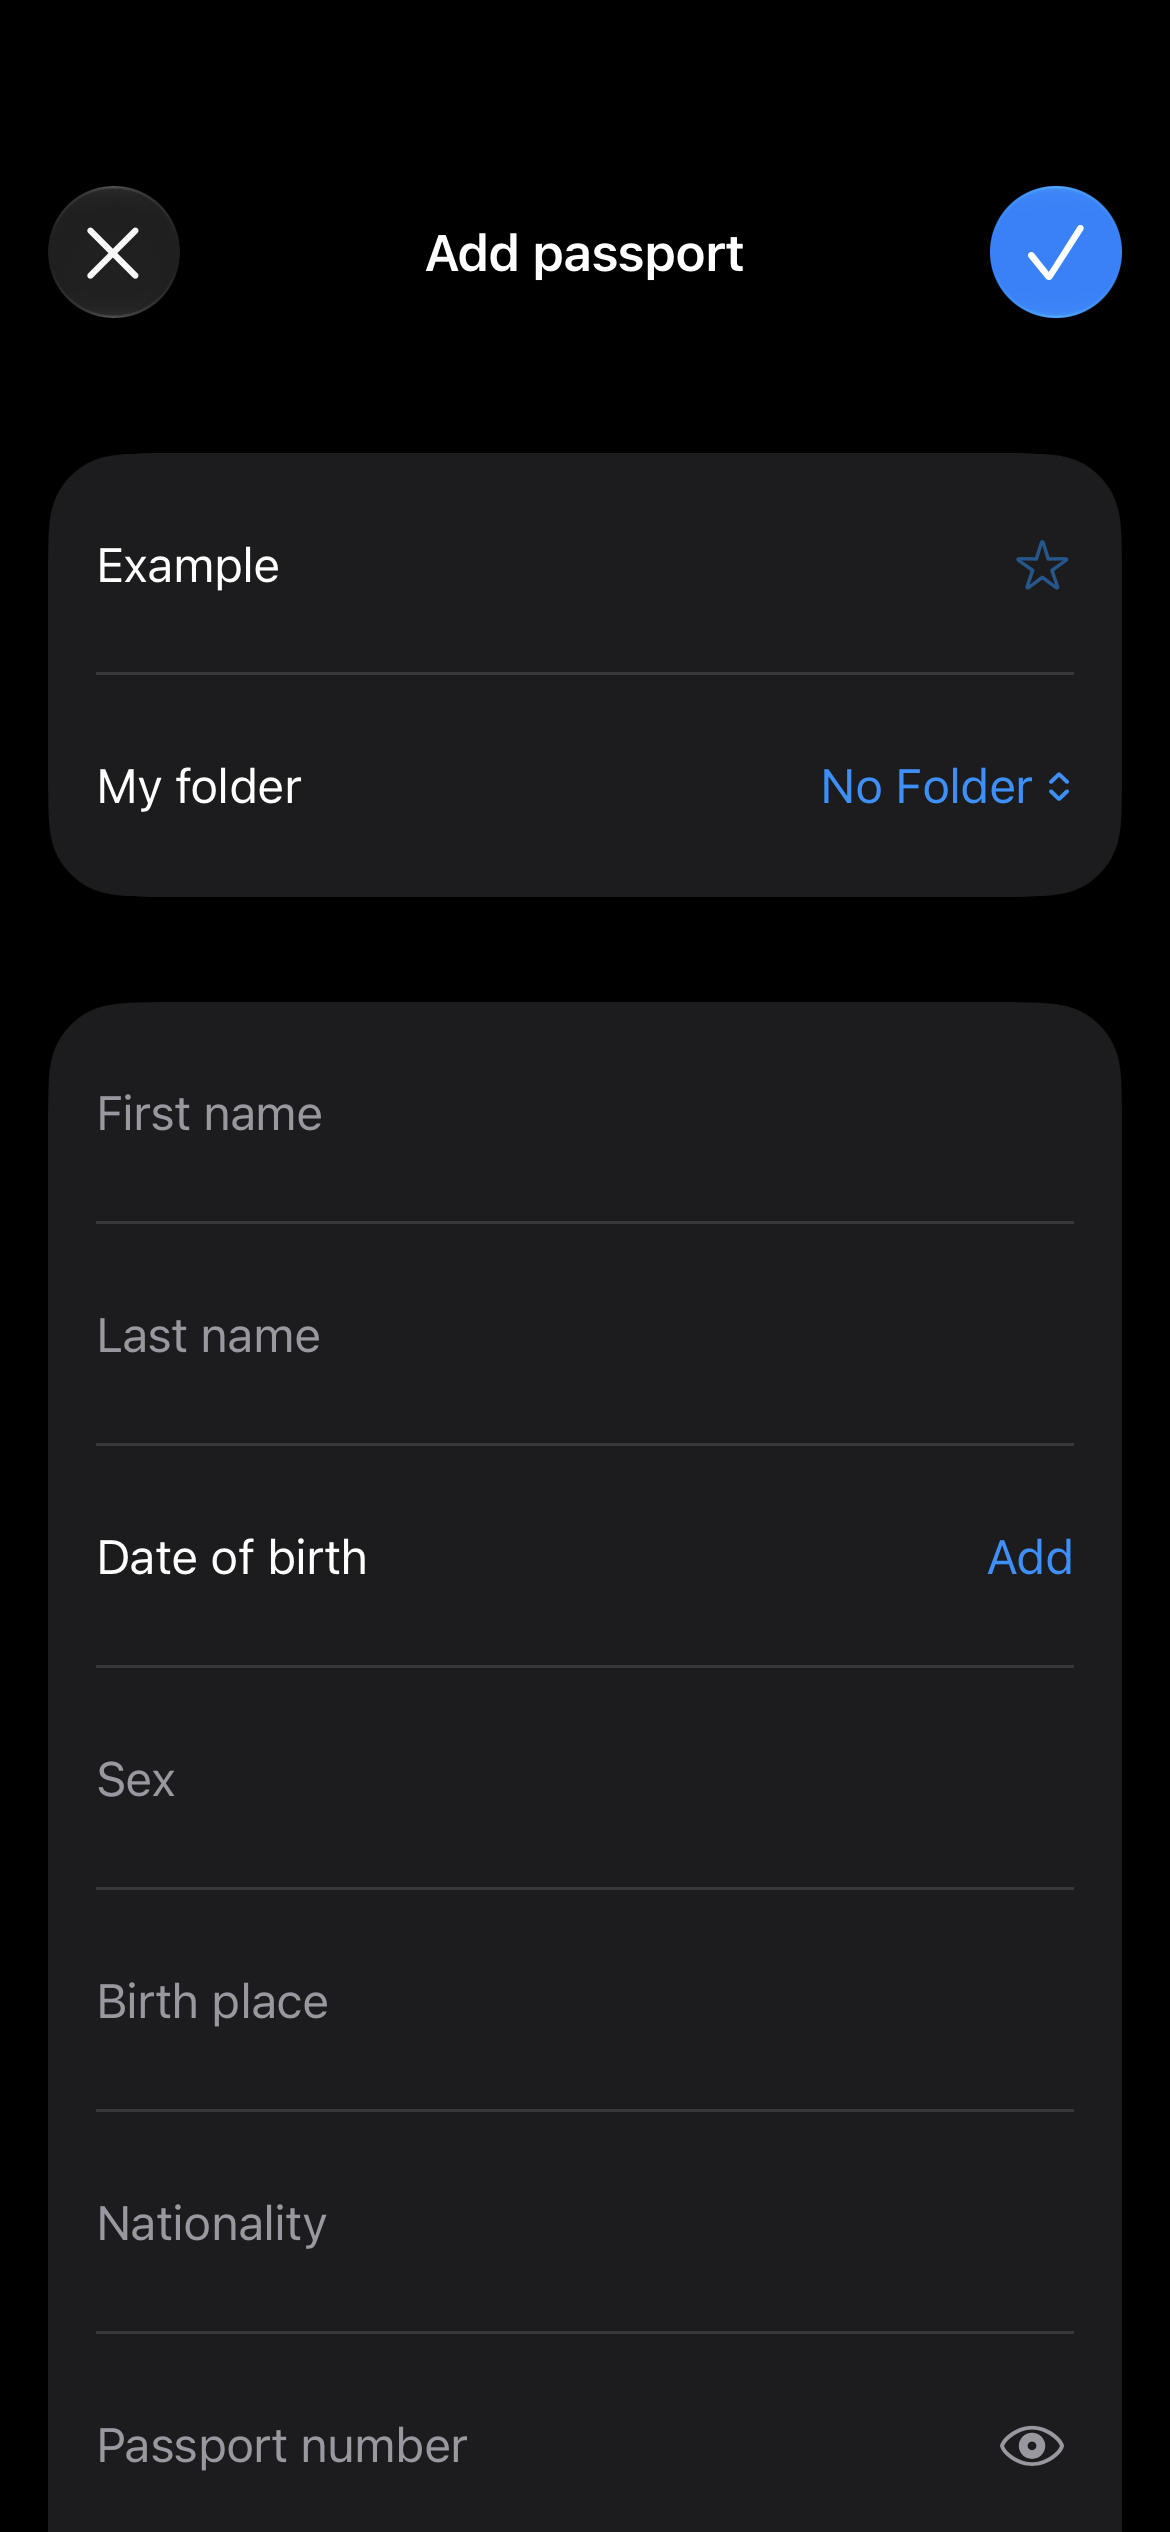 Add passport
Example
My folder
No Folder
First name
Last name
Date of birth
Add
Sex
Birth place
Nationality
Passport number